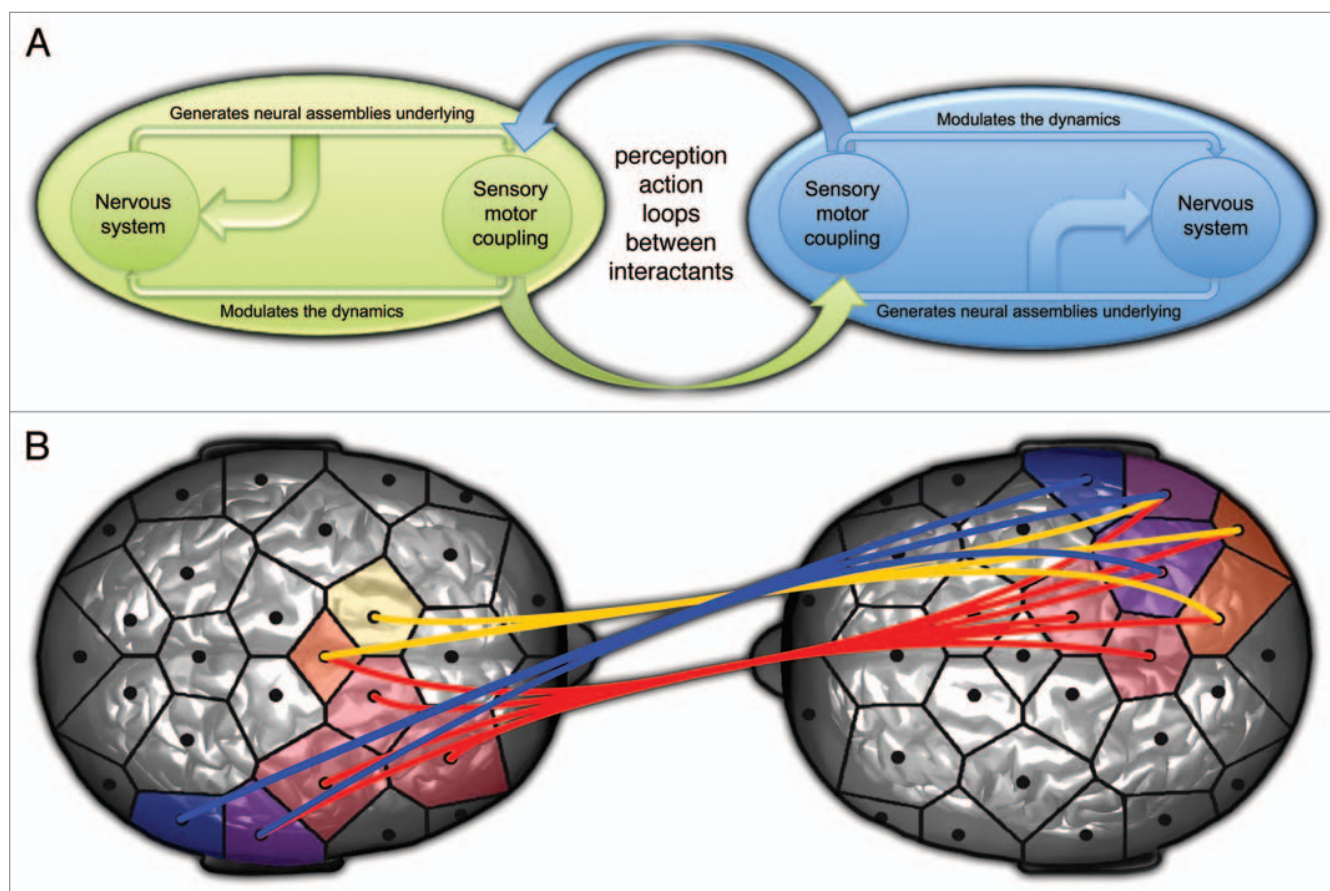 A
Generates neural assemblies underlying
Nervous
system
Sensory
motor
coupling
Modulates the dynamics
perception
action
loops
between
interactants
Modulates the dynamics
Sensory
motor
coupling
Nervous
system
Generates neural assemblies underlying
B